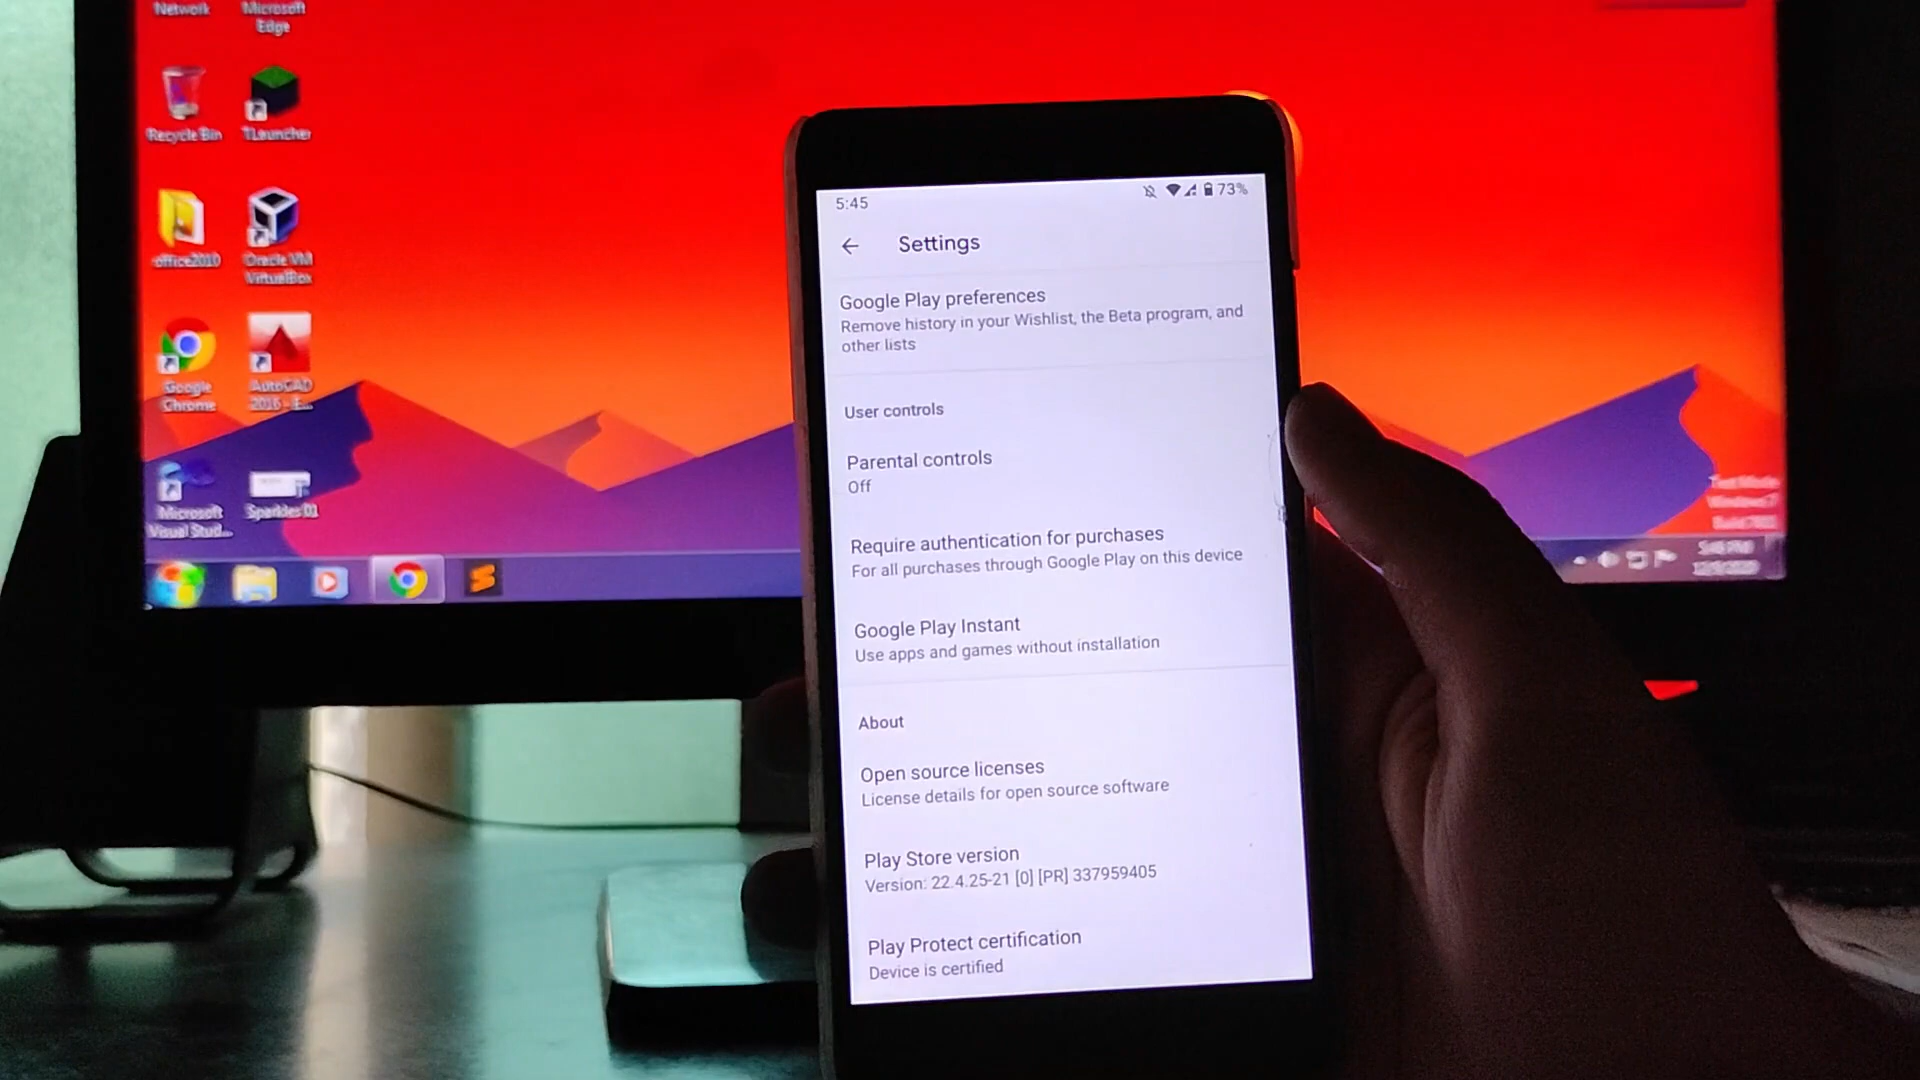 Network
Microsoft
Edge
Recycle Bin
TLauncher
office2010
Oracle VM
VirtualBox
Google
Chrome
AutoCAD
2016 - E...
Microsoft
Visual Stud...
Sparkles 01
Test Mode
Windows 7
5:45
73%
Settings
Google Play preferences
Remove history in your Wishlist, the Beta program, and
other lists
User controls
Parental controls
Off
Require authentication for purchases
For all purchases through Google Play on this device
Google Play Instant
Use apps and games without installation
About
Open source licenses
License details for open source software
Play Store version
Version: 22.4.25-21 [0] [PR] 337959405
Play Protect certification
Device is certified